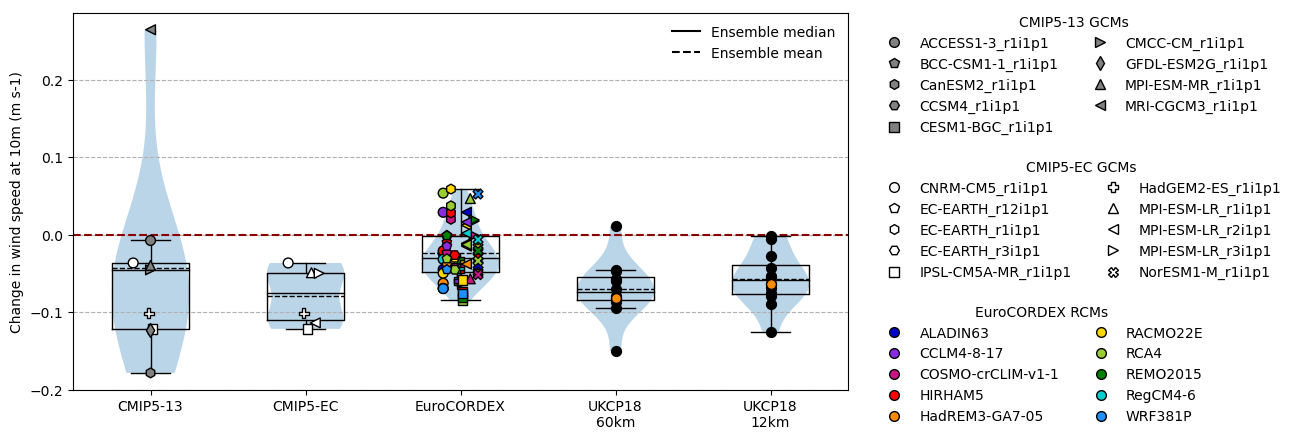 Change in wind speed at 10m (m s-1)
0.2
0.1
0.0
−0.1
−0.2
Ensemble median
Ensemble mean
CMIP5-13
CMIP5-EC
EuroCORDEX
UKCP18
60km
UKCP18
12km
CMIP5-13 GCMs
ACCESS1-3_r1i1p1
BCC-CSM1-1_r1i1p1
CanESM2_r1i1p1
CCSM4_r1i1p1
CESM1-BGC_r1i1p1
CMCC-CM_r1i1p1
GFDL-ESM2G_r1i1p1
MPI-ESM-MR_r1i1p1
MRI-CGCM3_r1i1p1
CMIP5-EC GCMs
CNRM-CM5_r1i1p1
EC-EARTH_r12i1p1
EC-EARTH_r1i1p1
EC-EARTH_r3i1p1
IPSL-CM5A-MR_r1i1p1
HadGEM2-ES_r1i1p1
MPI-ESM-LR_r1i1p1
MPI-ESM-LR_r2i1p1
MPI-ESM-LR_r3i1p1
NorESM1-M_r1i1p1
EuroCORDEX RCMs
ALADIN63
CCLM4-8-17
COSMO-crCLIM-v1-1
HIRHAM5
HadREM3-GA7-05
RACMO22E
RCA4
REMO2015
RegCM4-6
WRF381P